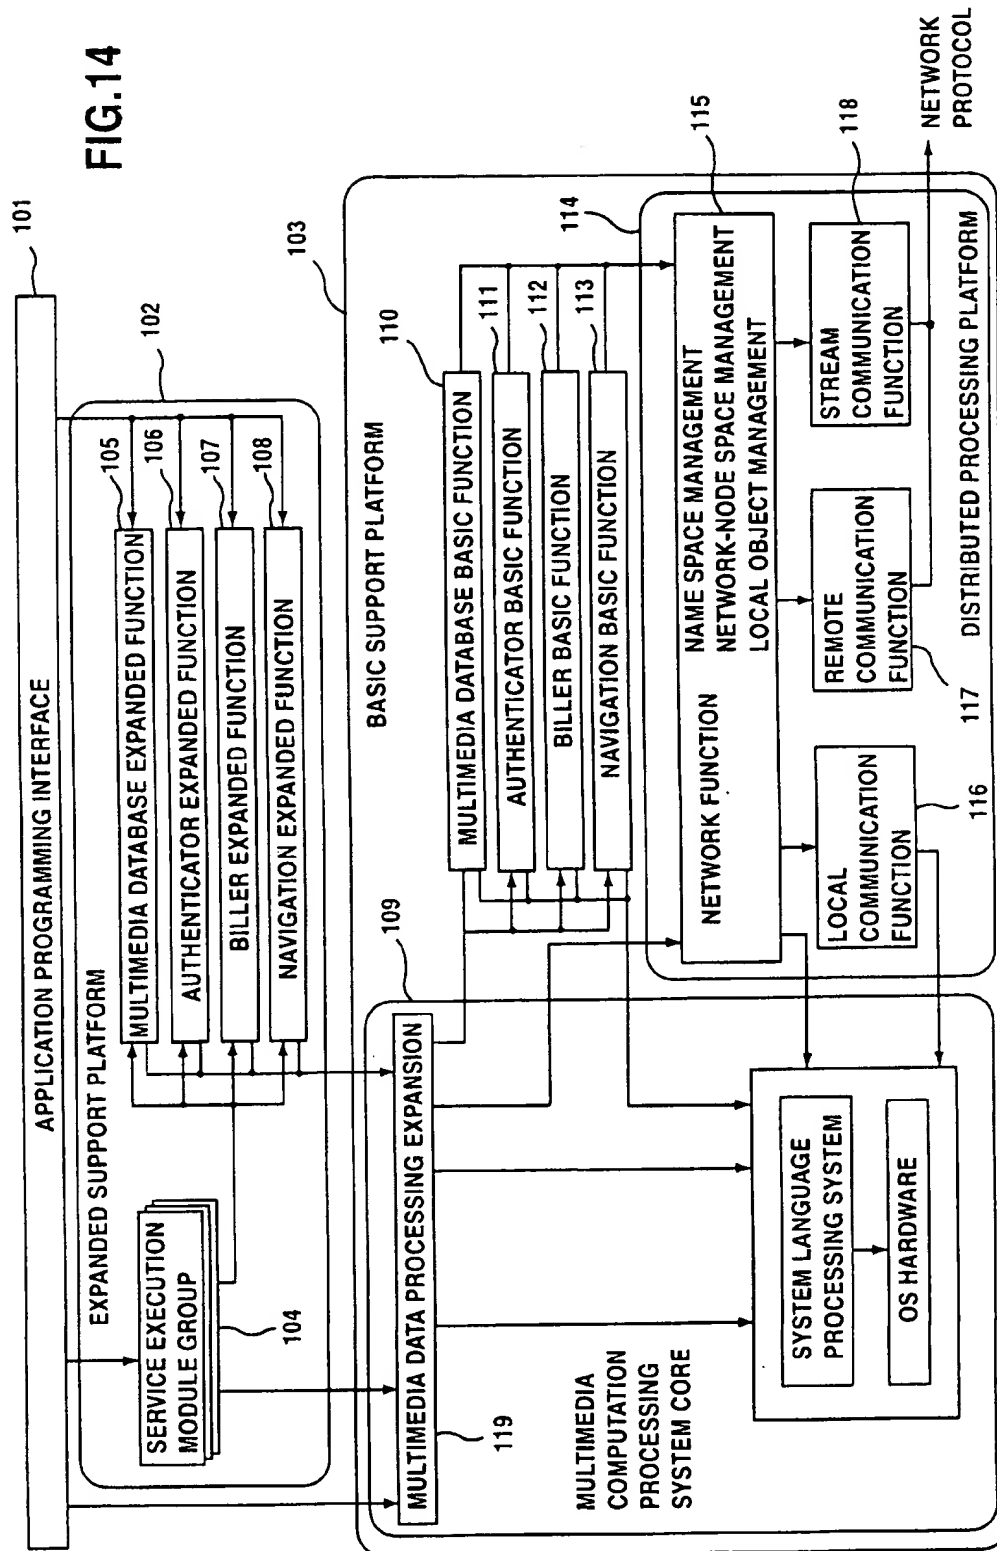 FIG.14
APPLICATION PROGRAMMING INTERFACE
101
EXPANDED SUPPORT PLATFORM
102
SERVICE EXECUTION
MODULE GROUP
104
MULTIMEDIA DATABASE EXPANDED FUNCTION
105
AUTHENTICATOR EXPANDED FUNCTION
106
BILLER EXPANDED FUNCTION
107
NAVIGATION EXPANDED FUNCTION
108
BASIC SUPPORT PLATFORM
103
MULTIMEDIA DATA PROCESSING EXPANSION
109
119
MULTIMEDIA
COMPUTATION
PROCESSING
SYSTEM CORE
SYSTEM LANGUAGE
PROCESSING SYSTEM
OS HARDWARE
MULTIMEDIA DATABASE BASIC FUNCTION
110
AUTHENTICATOR BASIC FUNCTION
111
BILLER BASIC FUNCTION
112
NAVIGATION BASIC FUNCTION
113
114
NETWORK FUNCTION
NAME SPACE MANAGEMENT
NETWORK-NODE SPACE MANAGEMENT
LOCAL OBJECT MANAGEMENT
115
LOCAL
COMMUNICATION
FUNCTION
116
REMOTE
COMMUNICATION
FUNCTION
117
STREAM
COMMUNICATION
FUNCTION
118
DISTRIBUTED PROCESSING PLATFORM
NETWORK
PROTOCOL